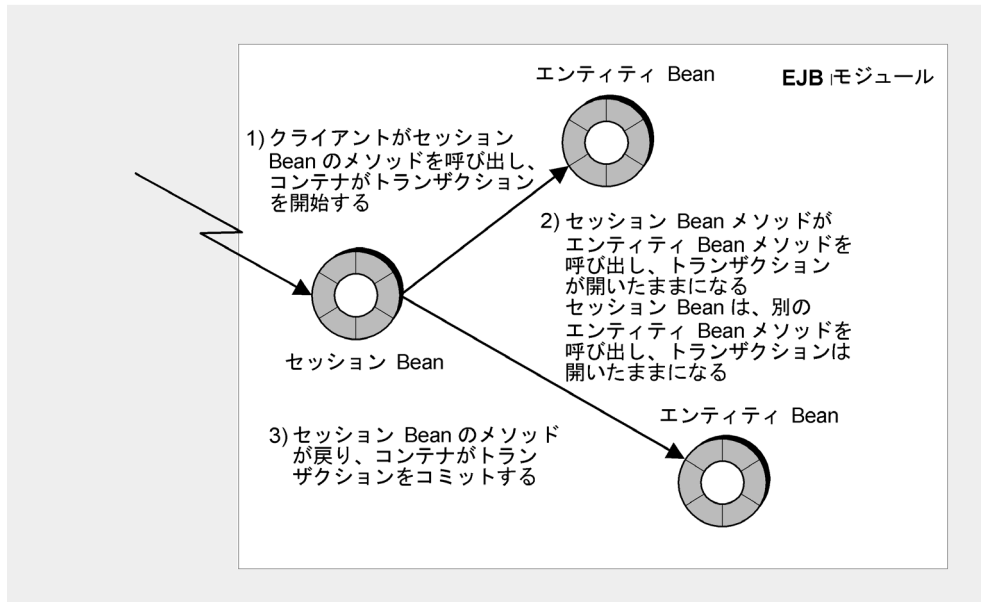 エンティティ Bean
EJB モジュール
1) クライアントがセッション
Bean のメソッドを呼び出し、
コンテナがトランザクション
を開始する
2) セッション Bean メソッドが
エンティティ Bean メソッドを
呼び出し、トランザクション
が開いたままになる
セッション Bean は、別の
エンティティ Bean メソッドを
呼び出し、トランザクションは
開いたままになる
セッション Bean
エンティティ Bean
3) セッション Bean のメソッド
が戻り、コンテナがトラン
ザクションをコミットする